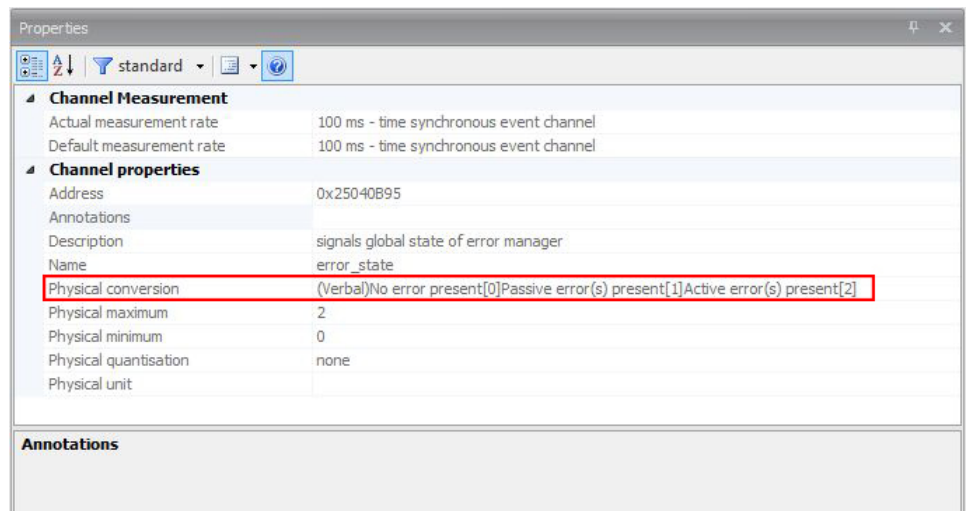 Properties
standard
Channel Measurement
Actual measurement rate 100 ms - time synchronous event channel
Default measurement rate 100 ms - time synchronous event channel
Channel properties
Address 0x25040B95
Annotations
Description signals global state of error manager
Name error_state
Physical conversion (Verbal)No error present[0]Passive error(s) present[1]Active error(s) present[2]
Physical maximum 2
Physical minimum 0
Physical quantisation none
Physical unit
Annotations